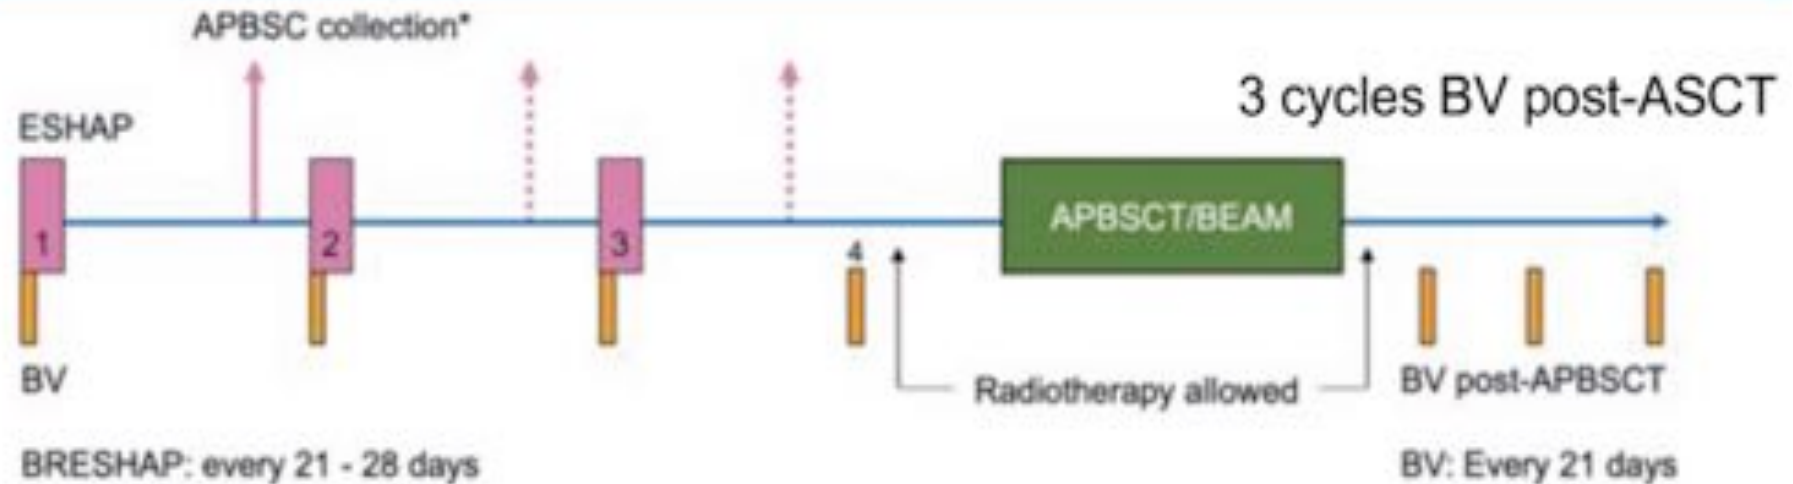 APBSC collection*
3 cycles BV post-ASCT
ESHAP
1
2
3
APBSCT/BEAM
4
BV
Radiotherapy allowed
BV post-APBSCT
BRESHAP: every 21 - 28 days
BV: Every 21 days